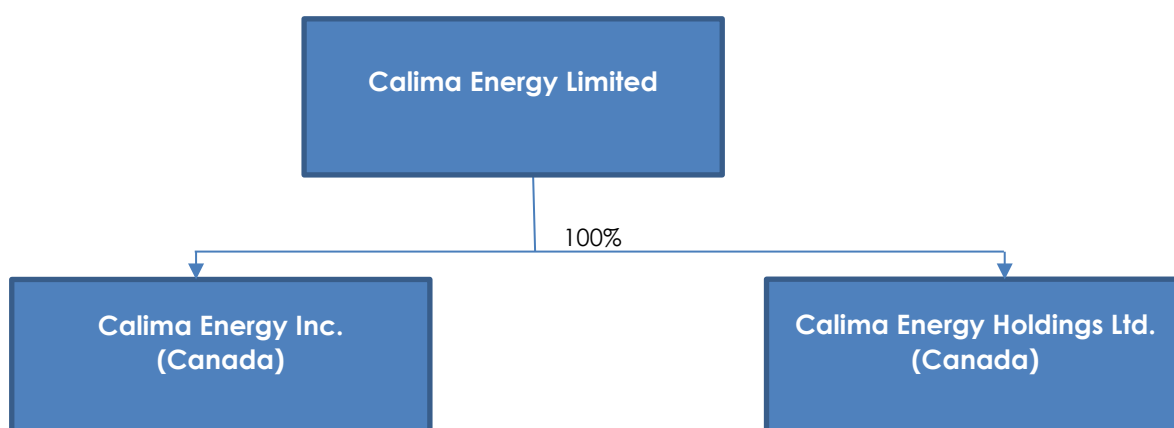 Calima Energy Limited
100%
Calima Energy Inc.
(Canada)
Calima Energy Holdings Ltd.
(Canada)